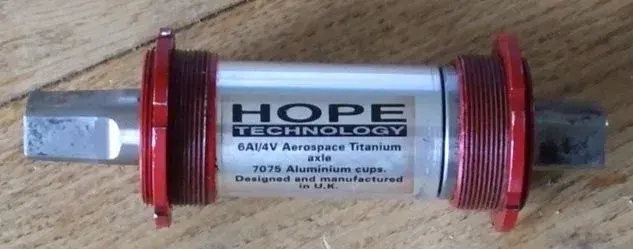 HOPE
TECHNOLOGY
6Al/4V Aerospace Titanium
axle
7075 Aluminium cups.
Designed and manufactured
in U.K.